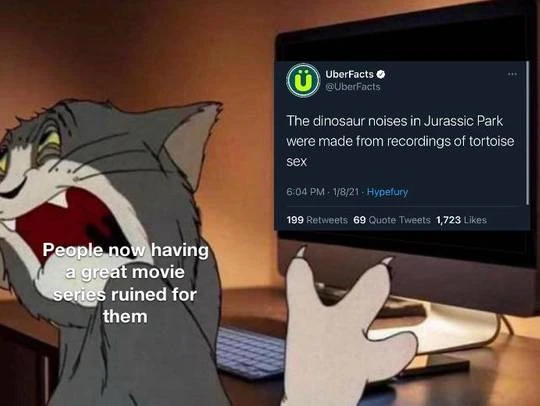 UberFacts
@UberFacts
The dinosaur noises in Jurassic Park
were made from recordings of tortoise
sex
6:04 PM · 1/8/21 · Hypefury
199 Retweets 69 Quote Tweets 1,723 Likes
People now having
a great movie
series ruined for
them